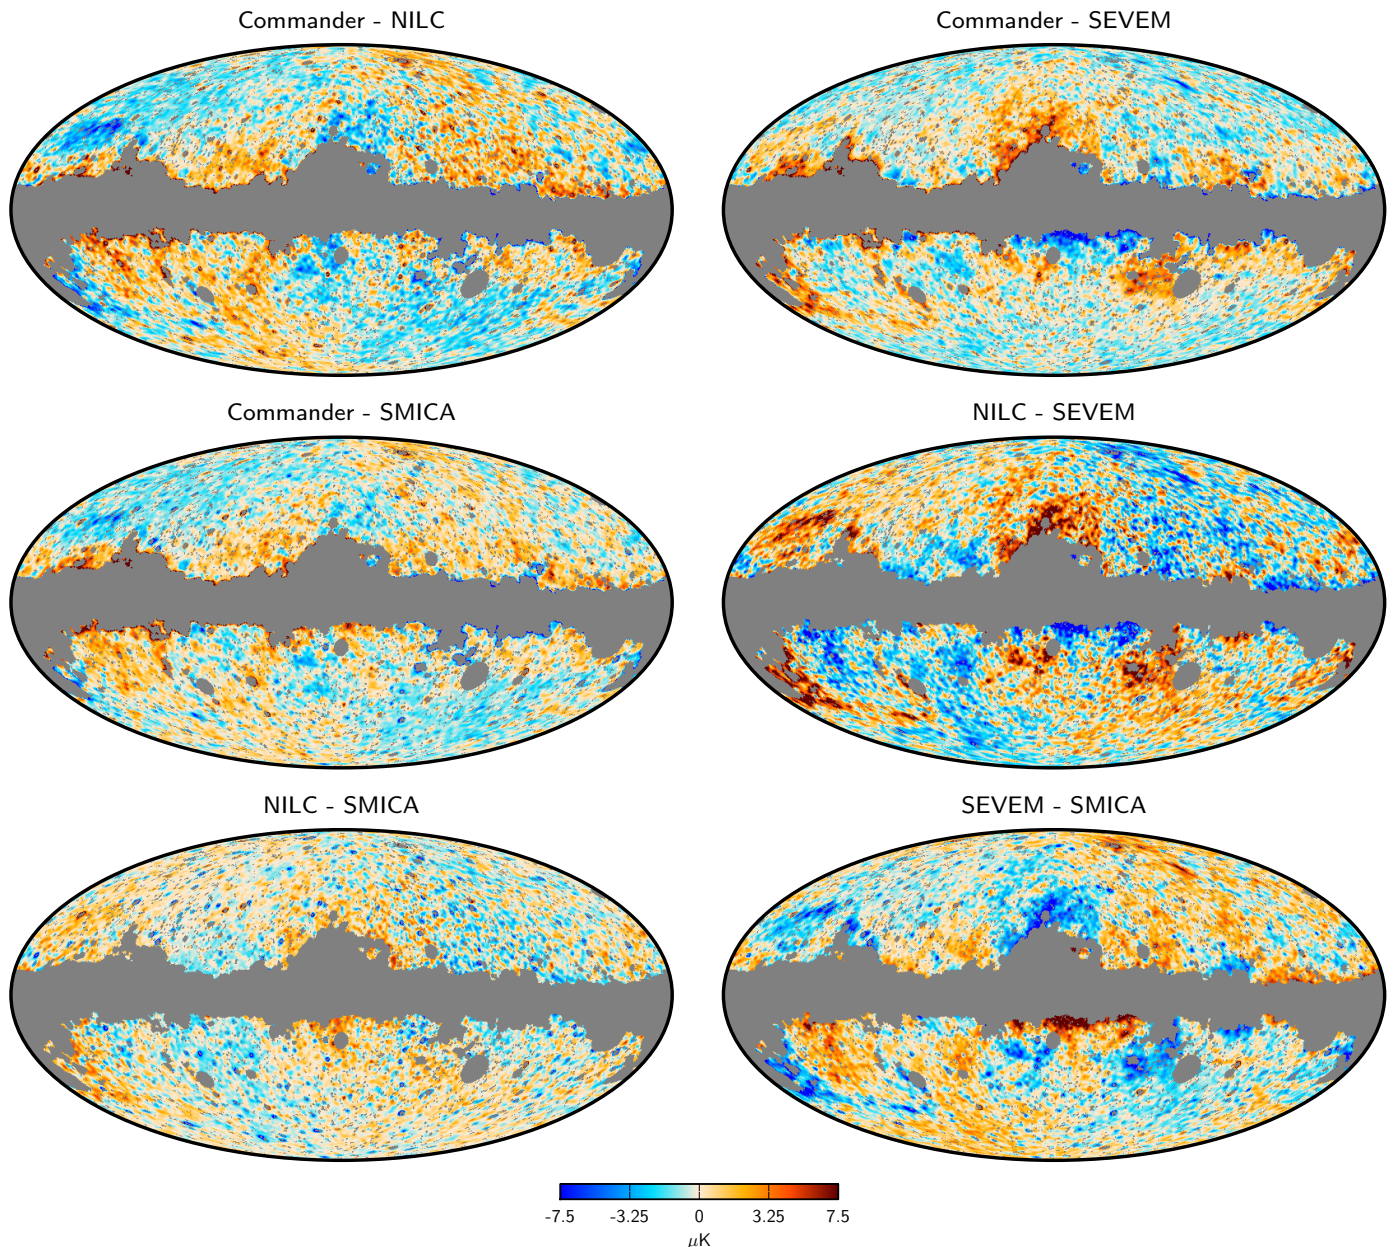 Commander - NILC
Commander - SEVEM
Commander - SMICA
NILC - SEVEM
NILC - SMICA
SEVEM - SMICA
-7.5 -3.25 0 3.25 7.5
μK